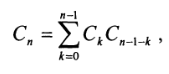 $C_n = \sum_{k=0}^{n-1} C_k C_{n-1-k}\,,$